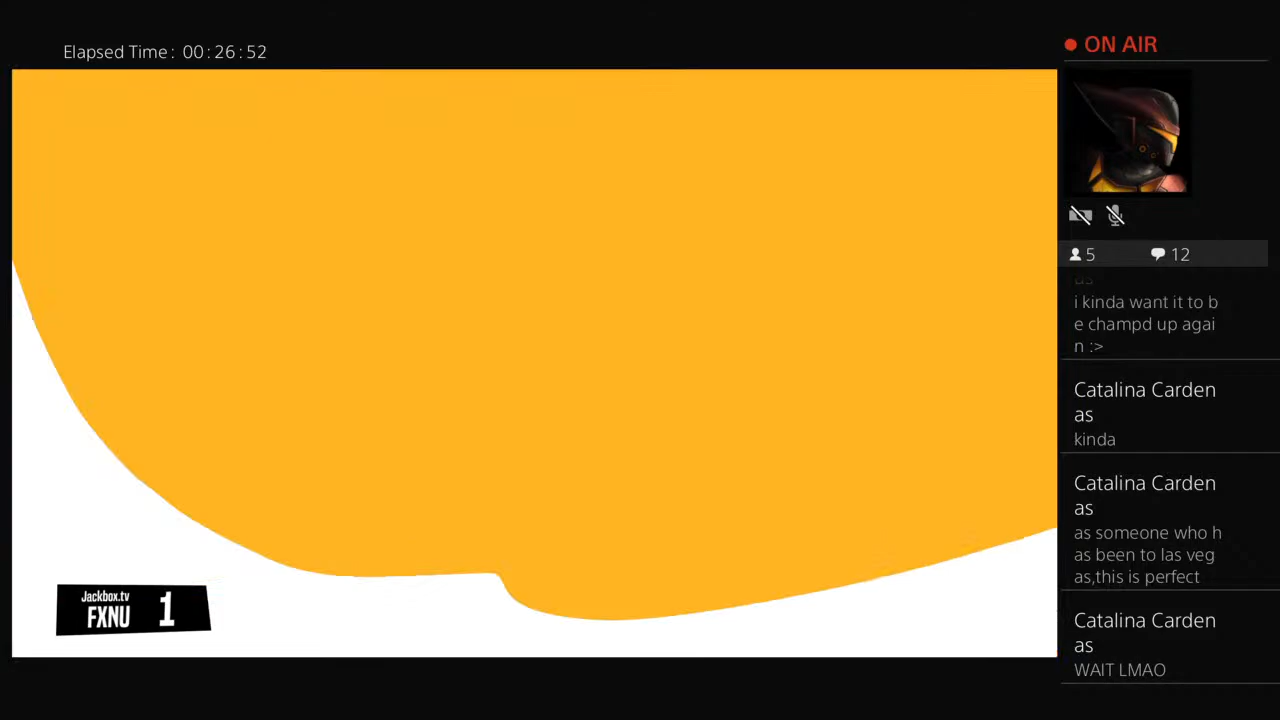 Elapsed Time: 00:26:52
ON AIR
5 12
as
i kinda want it to b
e champd up agai
n :>
Catalina Carden
as
kinda
Catalina Carden
as
as someone who h
as been to las veg
as,this is perfect
Catalina Carden
as
WAIT LMAO
Jackbox.tv
FXNU 1